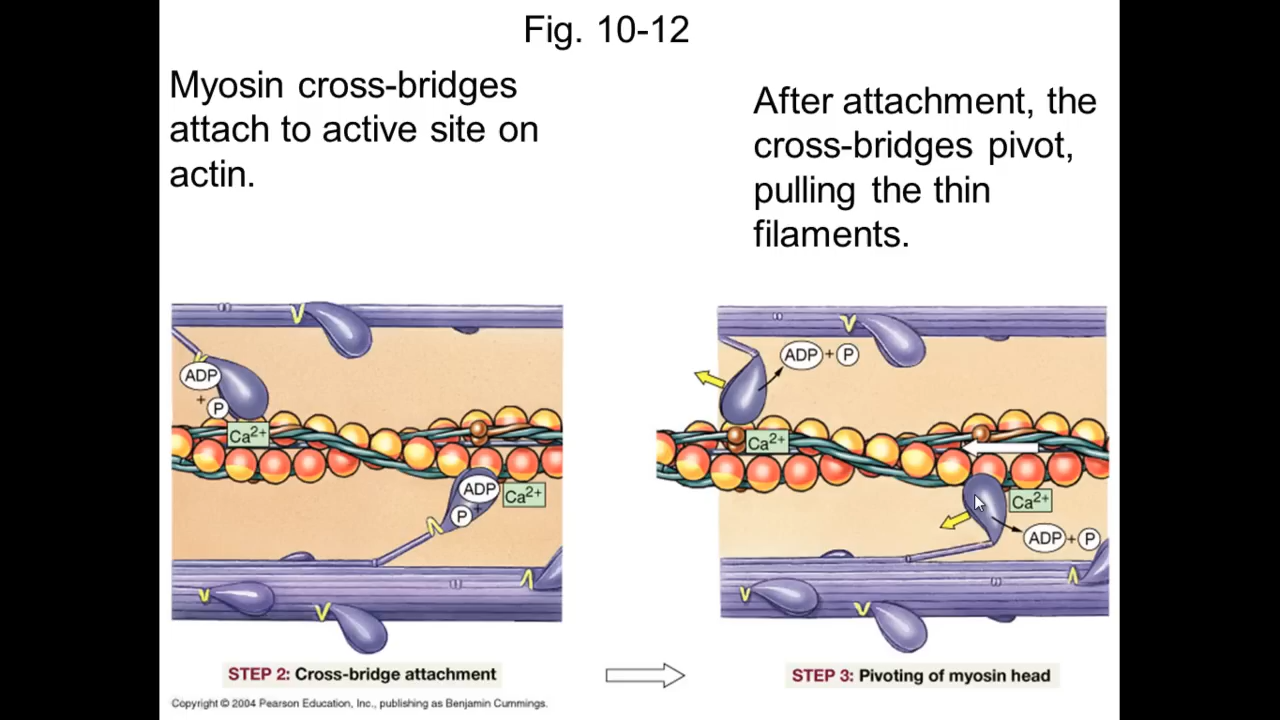 Fig. 10-12
Myosin cross-bridges
attach to active site on
actin.
After attachment, the
cross-bridges pivot,
pulling the thin
filaments.
ADP
+
P
Ca2+
ADP
P +
Ca2+
STEP 2: Cross-bridge attachment
ADP + P
Ca2+
Ca2+
ADP + P
STEP 3: Pivoting of myosin head
Copyright © 2004 Pearson Education, Inc., publishing as Benjamin Cummings.